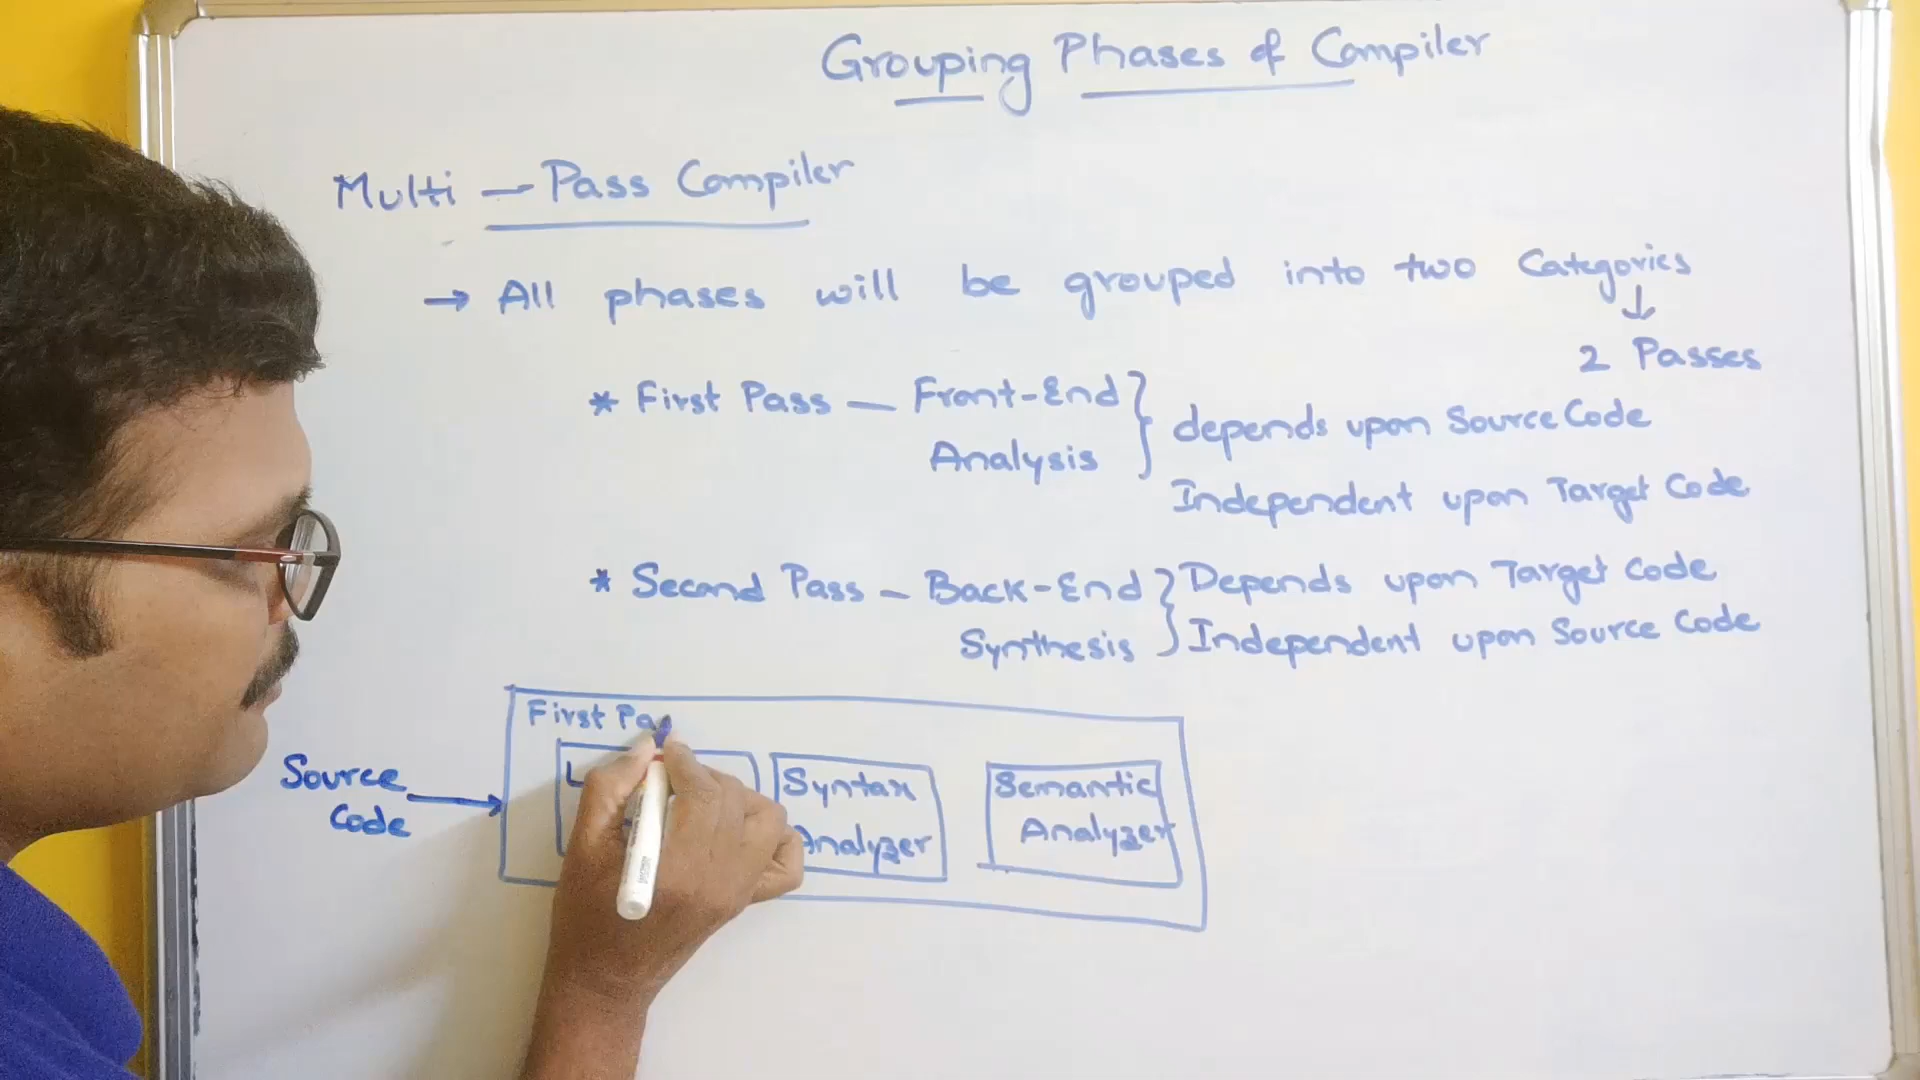 Grouping Phases of Compiler
Multi - Pass Compiler
→ All phases will be grouped into two Categories
↓
2 Passes
* First Pass - Front-End
Analysis
} depends upon Source Code
Independent upon Target Code
* Second Pass - Back-End
Synthesis
} Depends upon Target Code
Independent upon Source Code
First Pas
Source
Code
Syntax
Analyzer
Semantic
Analyzer